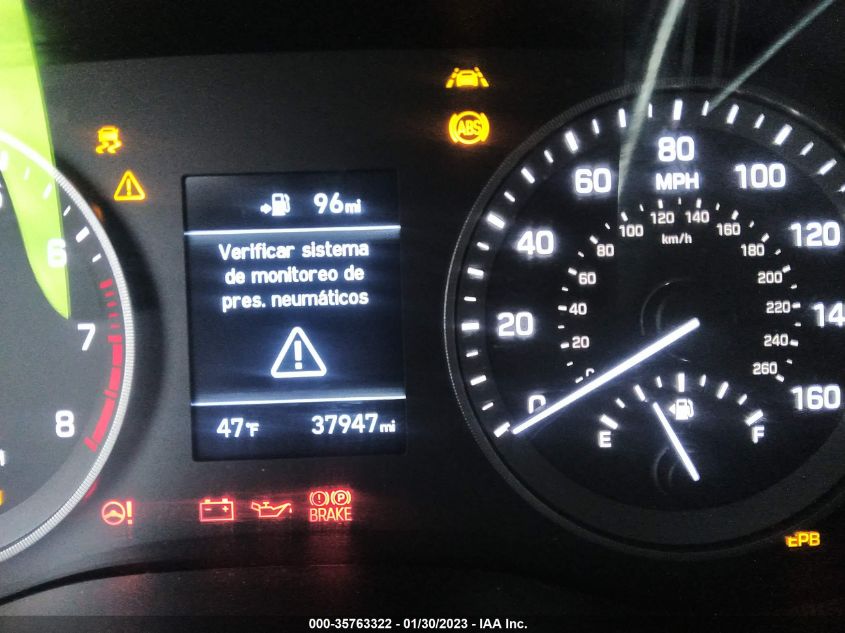 ABS
96mi
Verificar sistema
de monitoreo de
pres. neumáticos
47°F 37947mi
6
7
8
BRAKE
P
0
20
40
60
80
100
120
160
MPH
20
40
60
80
100
120
140
160
180
200
220
240
260
km/h
E
F
EPB
000-35763322 - 01/30/2023 - IAA Inc.